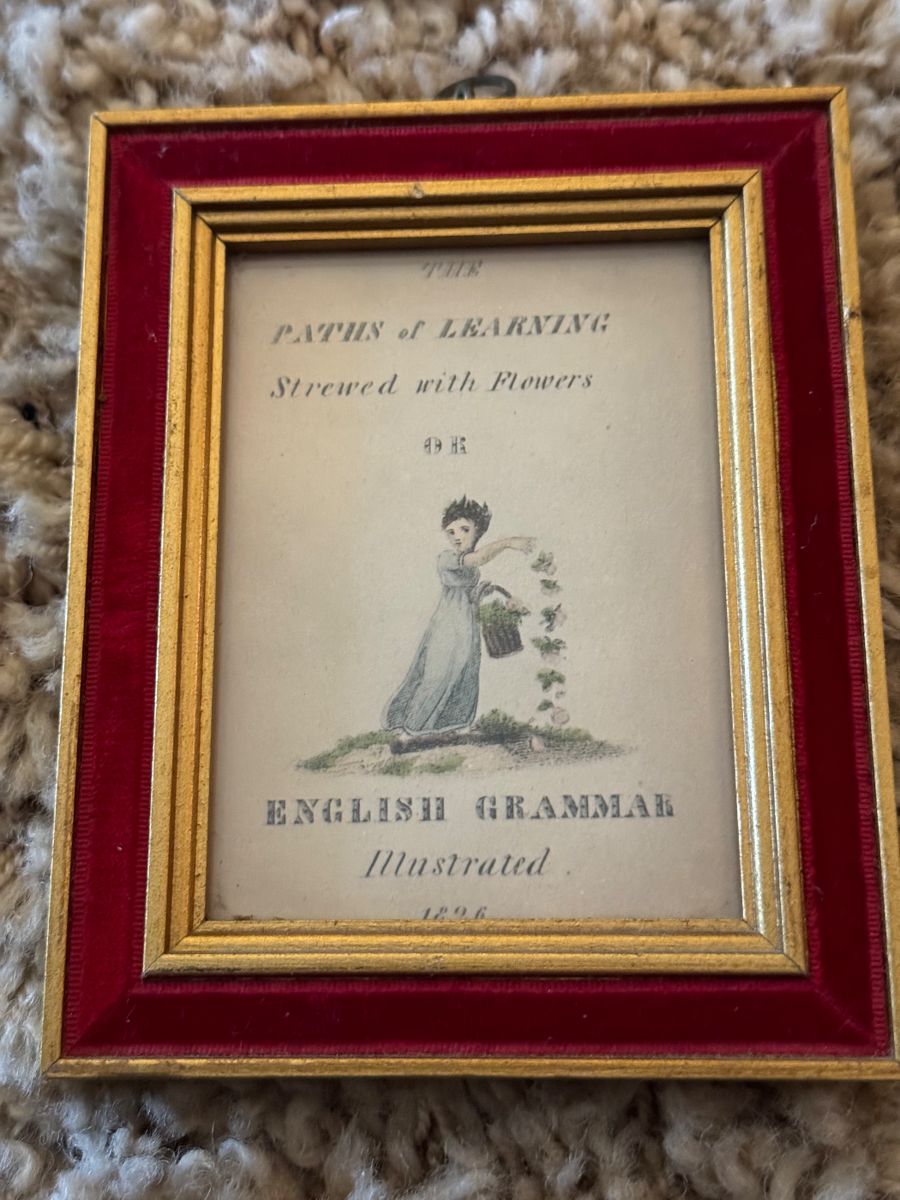 THE
PATHS of LEARNING
Strewed with Flowers
OR
ENGLISH GRAMMAR
Illustrated.